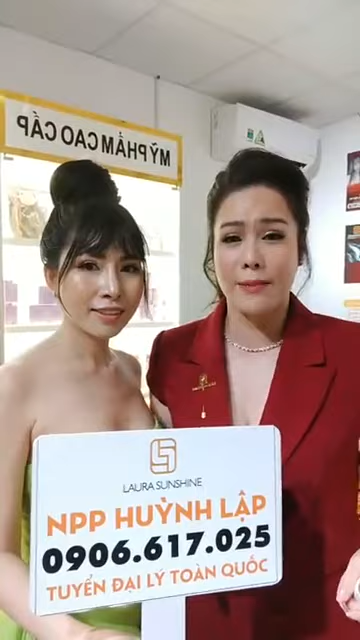 MỸ PHẨM CAO CẤP
LAURA SUNSHINE
NPP HUỲNH LẬP
0906.617.025
TUYỂN ĐẠI LÝ TOÀN QUỐC